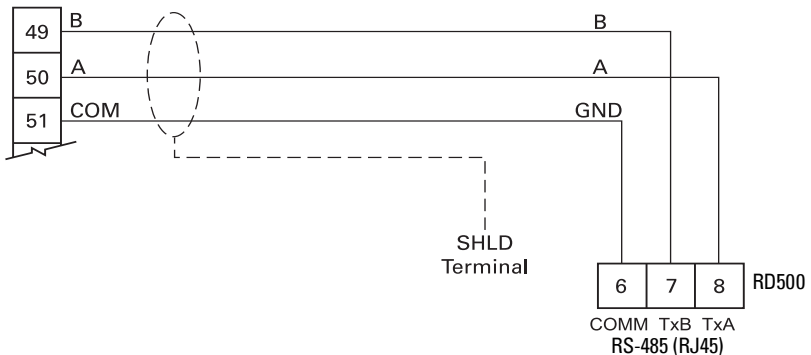 49 B B
50 A A
51 COM GND
SHLD
Terminal
6 7 8 RD500
COMM TxB TxA
RS-485 (RJ45)